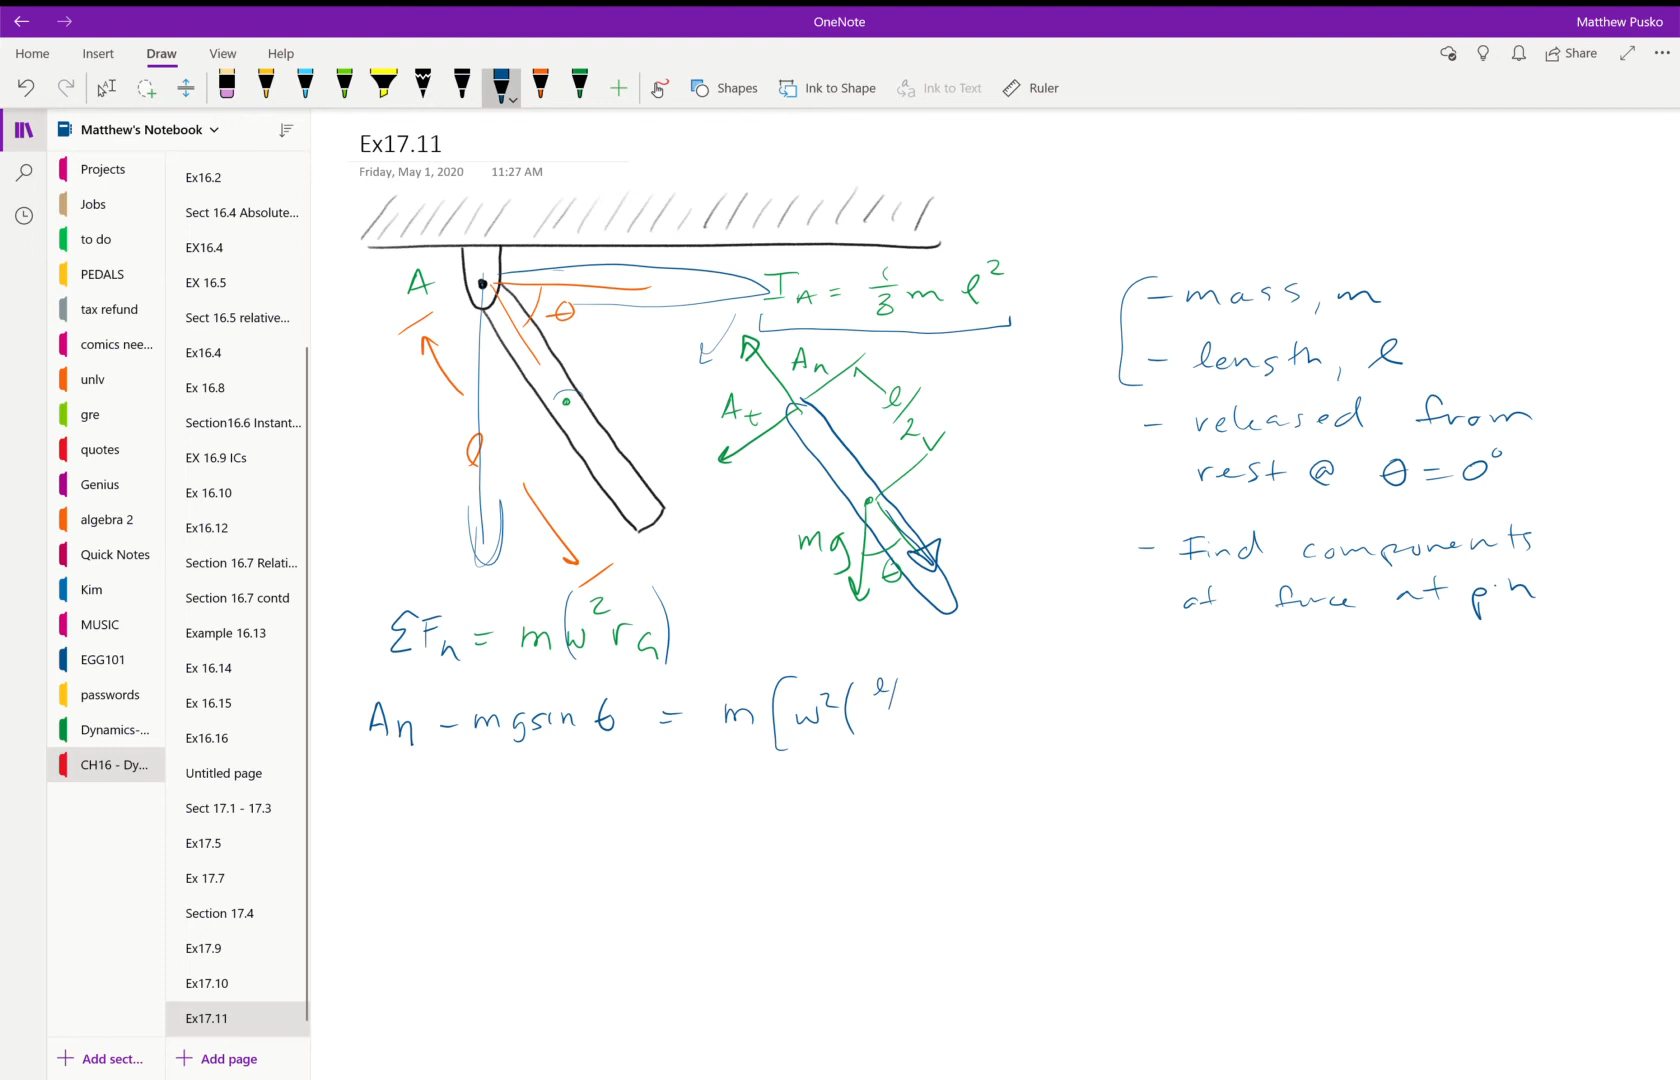 OneNote
Matthew Pusko
Home
Insert
Draw
View
Help
Share
Shapes
Ink to Shape
Ink to Text
Ruler
Matthew's Notebook
Projects
Jobs
to do
PEDALS
tax refund
comics nee...
unlv
gre
quotes
Genius
algebra 2
Quick Notes
Kim
MUSIC
EGG101
passwords
Dynamics-...
CH16 - Dy...
Add sect...
Ex16.2
Sect 16.4 Absolute...
EX16.4
EX 16.5
Sect 16.5 relative...
Ex16.4
Ex 16.8
Section16.6 Instant...
EX 16.9 ICs
Ex 16.10
Ex16.12
Section 16.7 Relati...
Section 16.7 contd
Example 16.13
Ex 16.14
Ex 16.15
Ex16.16
Untitled page
Sect 17.1 - 17.3
Ex17.5
Ex 17.7
Section 17.4
Ex17.9
Ex17.10
Ex17.11
Add page
Ex17.11
Friday, May 1, 2020 11:27 AM
A
θ
l
I_A = 1/3 m l²
A_n
A_t
l/2
mg
θ
ΣF_n = m(ω² r_G)
A_n - mg sin θ = m[ω²(l/
- mass, m
- length, l
- released from
rest @ θ = 0°
- Find components
of force at pin